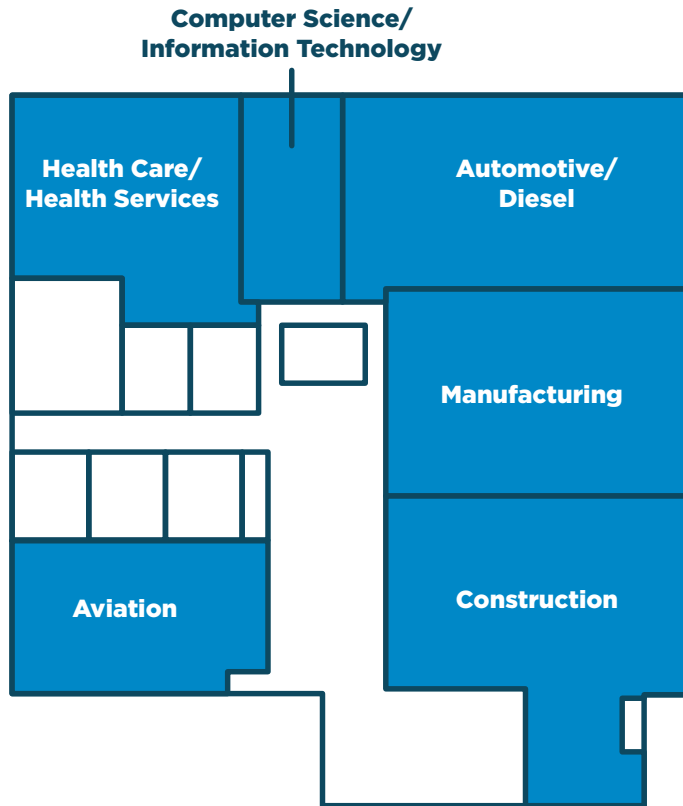 Computer Science/
Information Technology
Health Care/
Health Services
Automotive/
Diesel
Manufacturing
Construction
Aviation